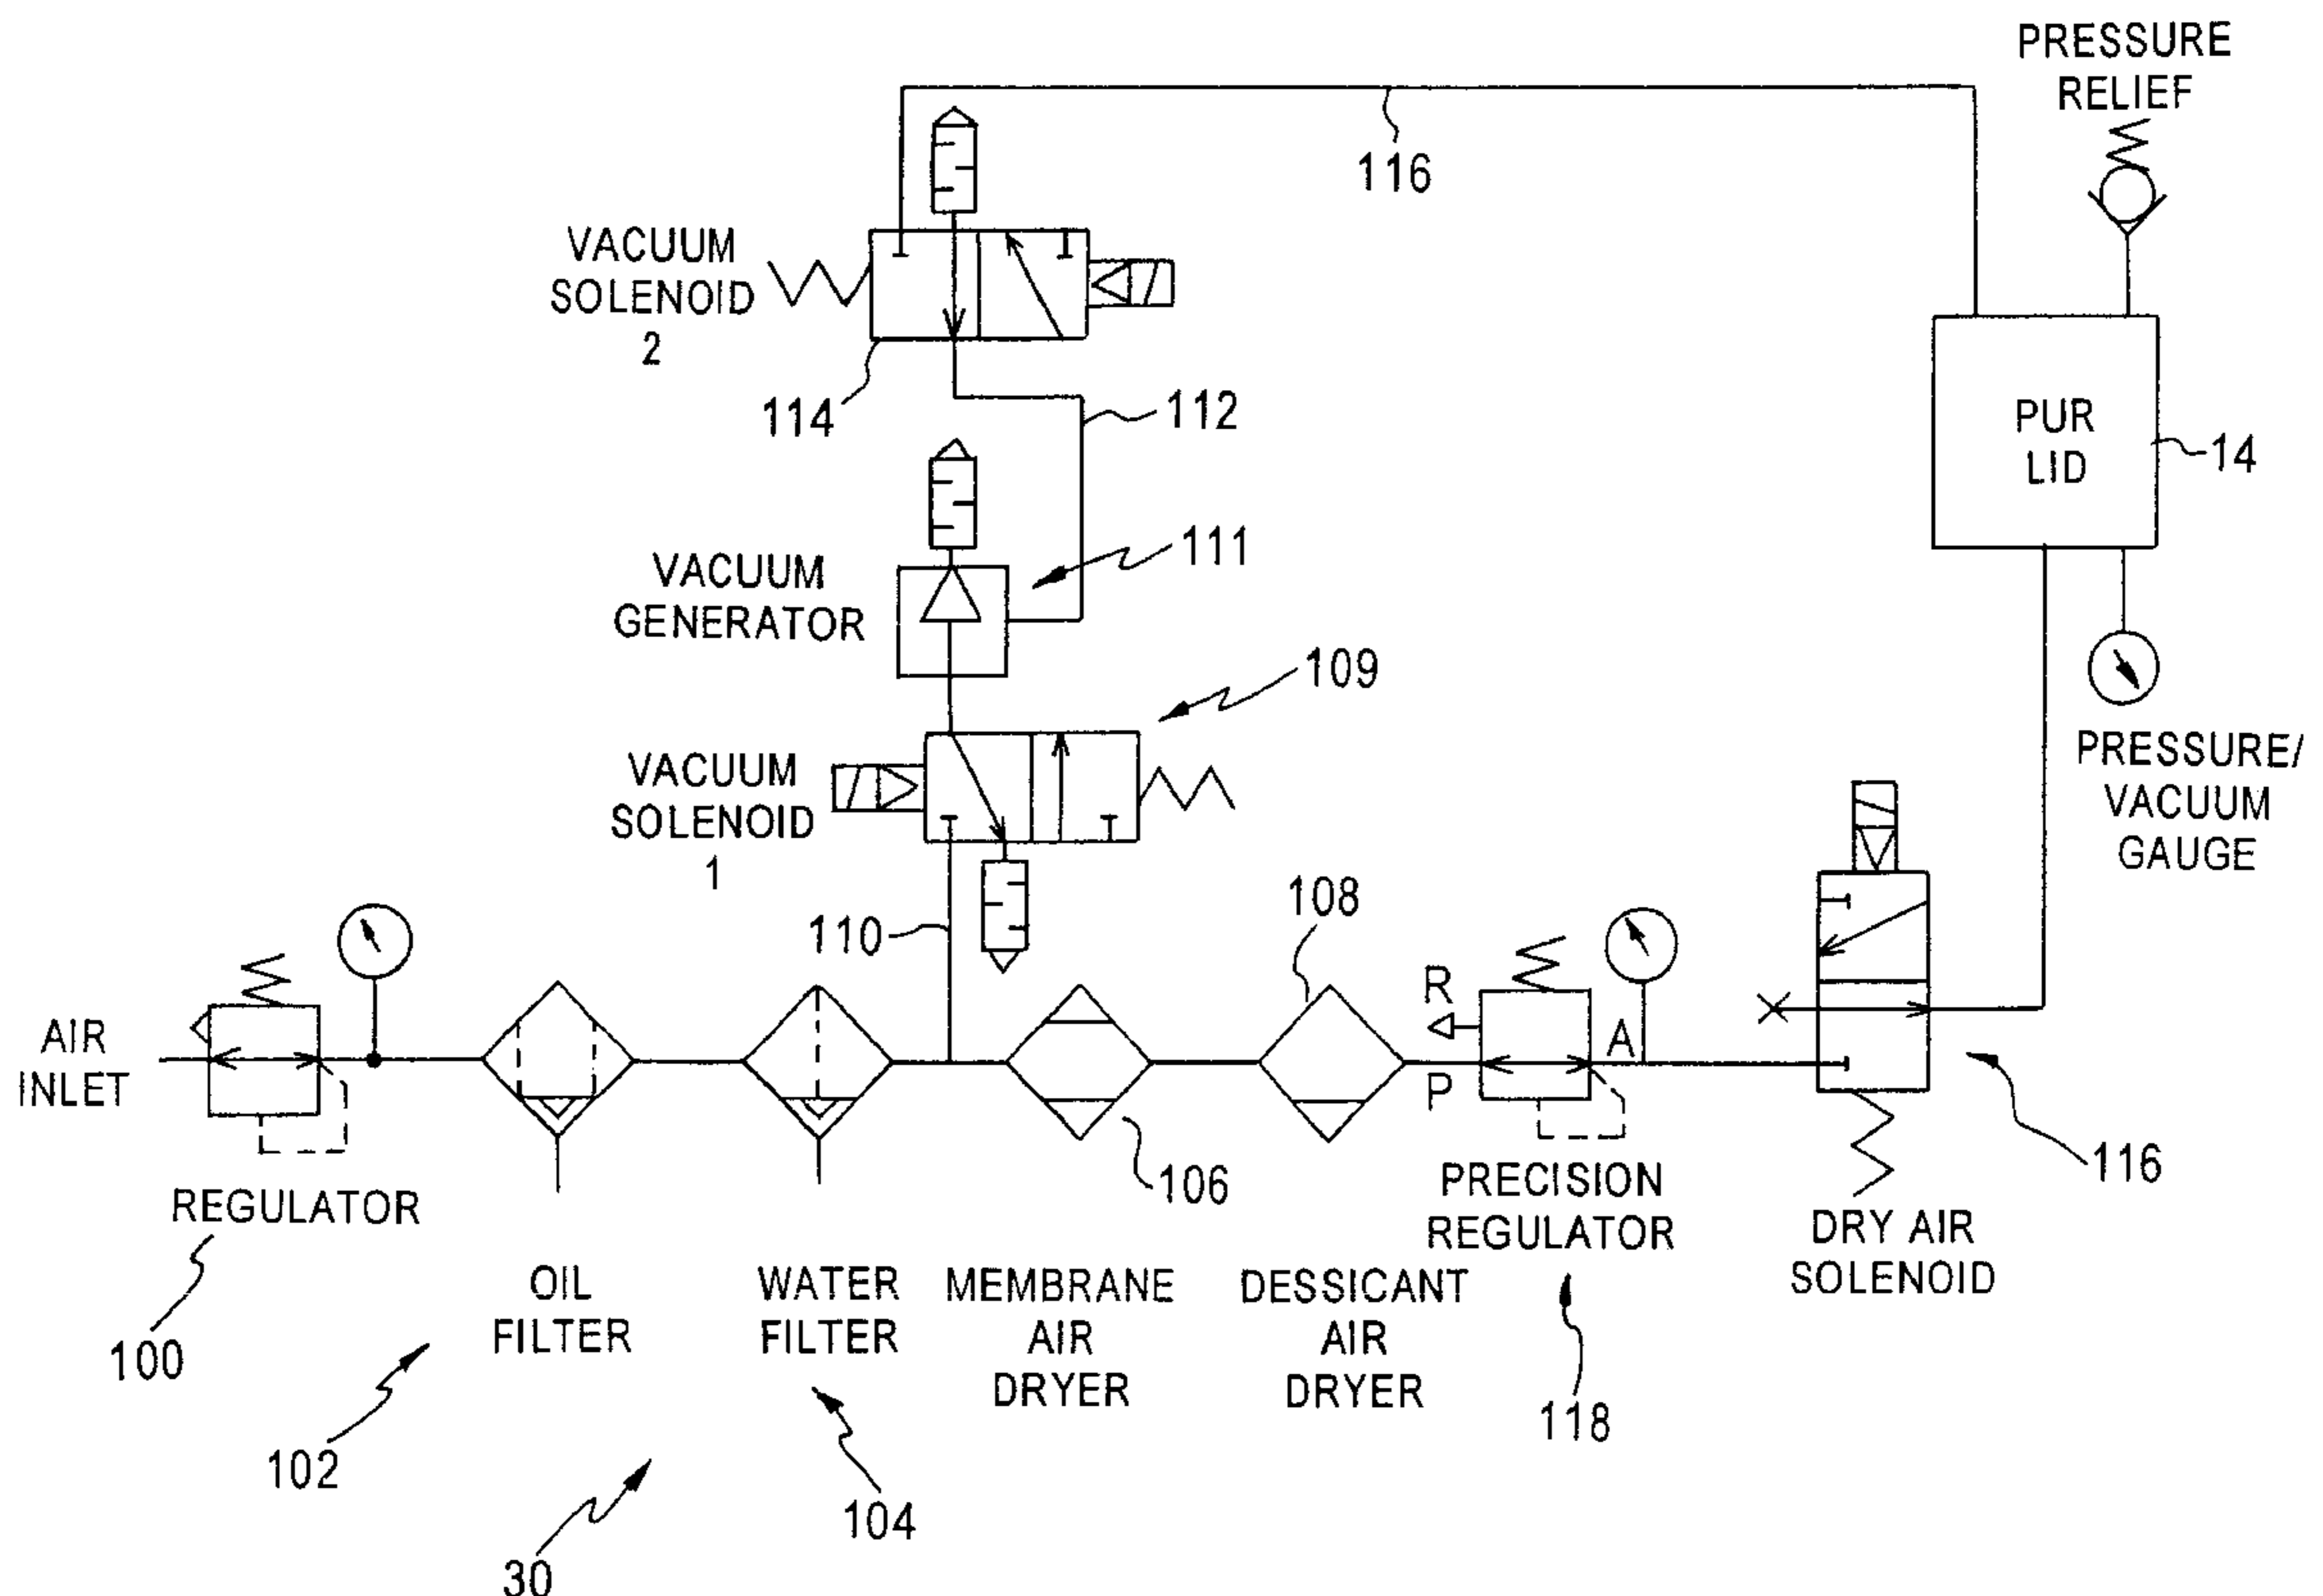 PRESSURE
RELIEF
116
VACUUM
SOLENOID
2
114
112
PUR
LID
14
VACUUM
GENERATOR
111
109
VACUUM
SOLENOID
1
PRESSURE/
VACUUM
GAUGE
110
108
AIR
INLET
R
P
A
106
116
REGULATOR
100
OIL
FILTER
102
WATER
FILTER
104
MEMBRANE
AIR
DRYER
DESSICANT
AIR
DRYER
PRECISION
REGULATOR
118
DRY AIR
SOLENOID
30